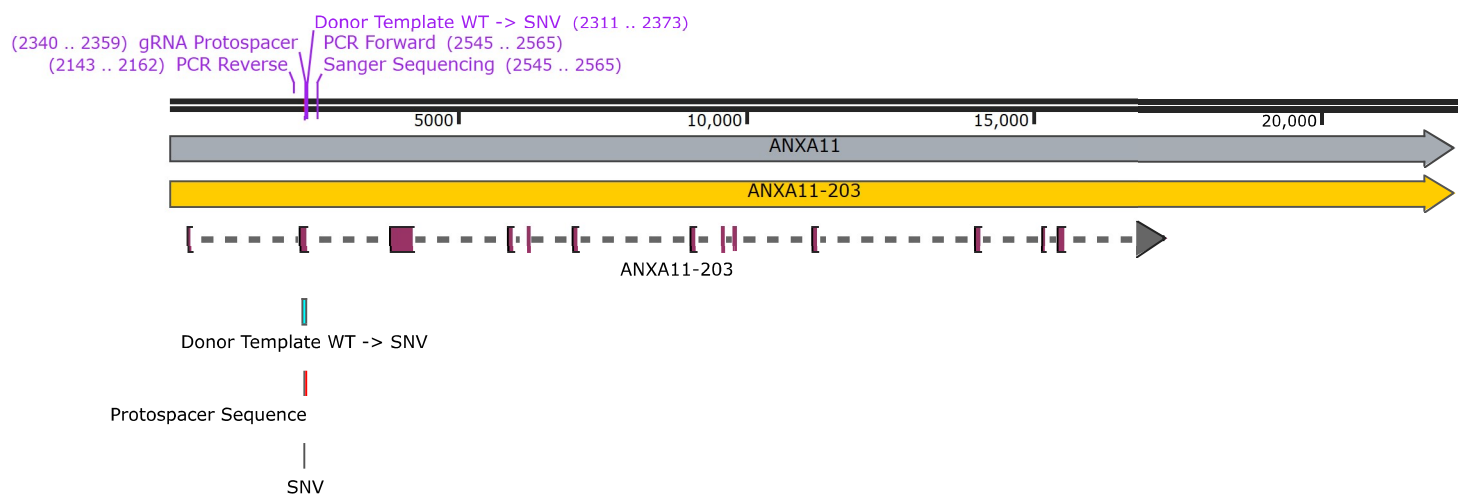 Donor Template WT -> SNV (2311 .. 2373)
(2340 .. 2359) gRNA Protospacer PCR Forward (2545 .. 2565)
(2143 .. 2162) PCR Reverse Sanger Sequencing (2545 .. 2565)
5000 10,000 15,000 20,000
ANXA11
ANXA11-203
ANXA11-203
Donor Template WT -> SNV
Protospacer Sequence
SNV